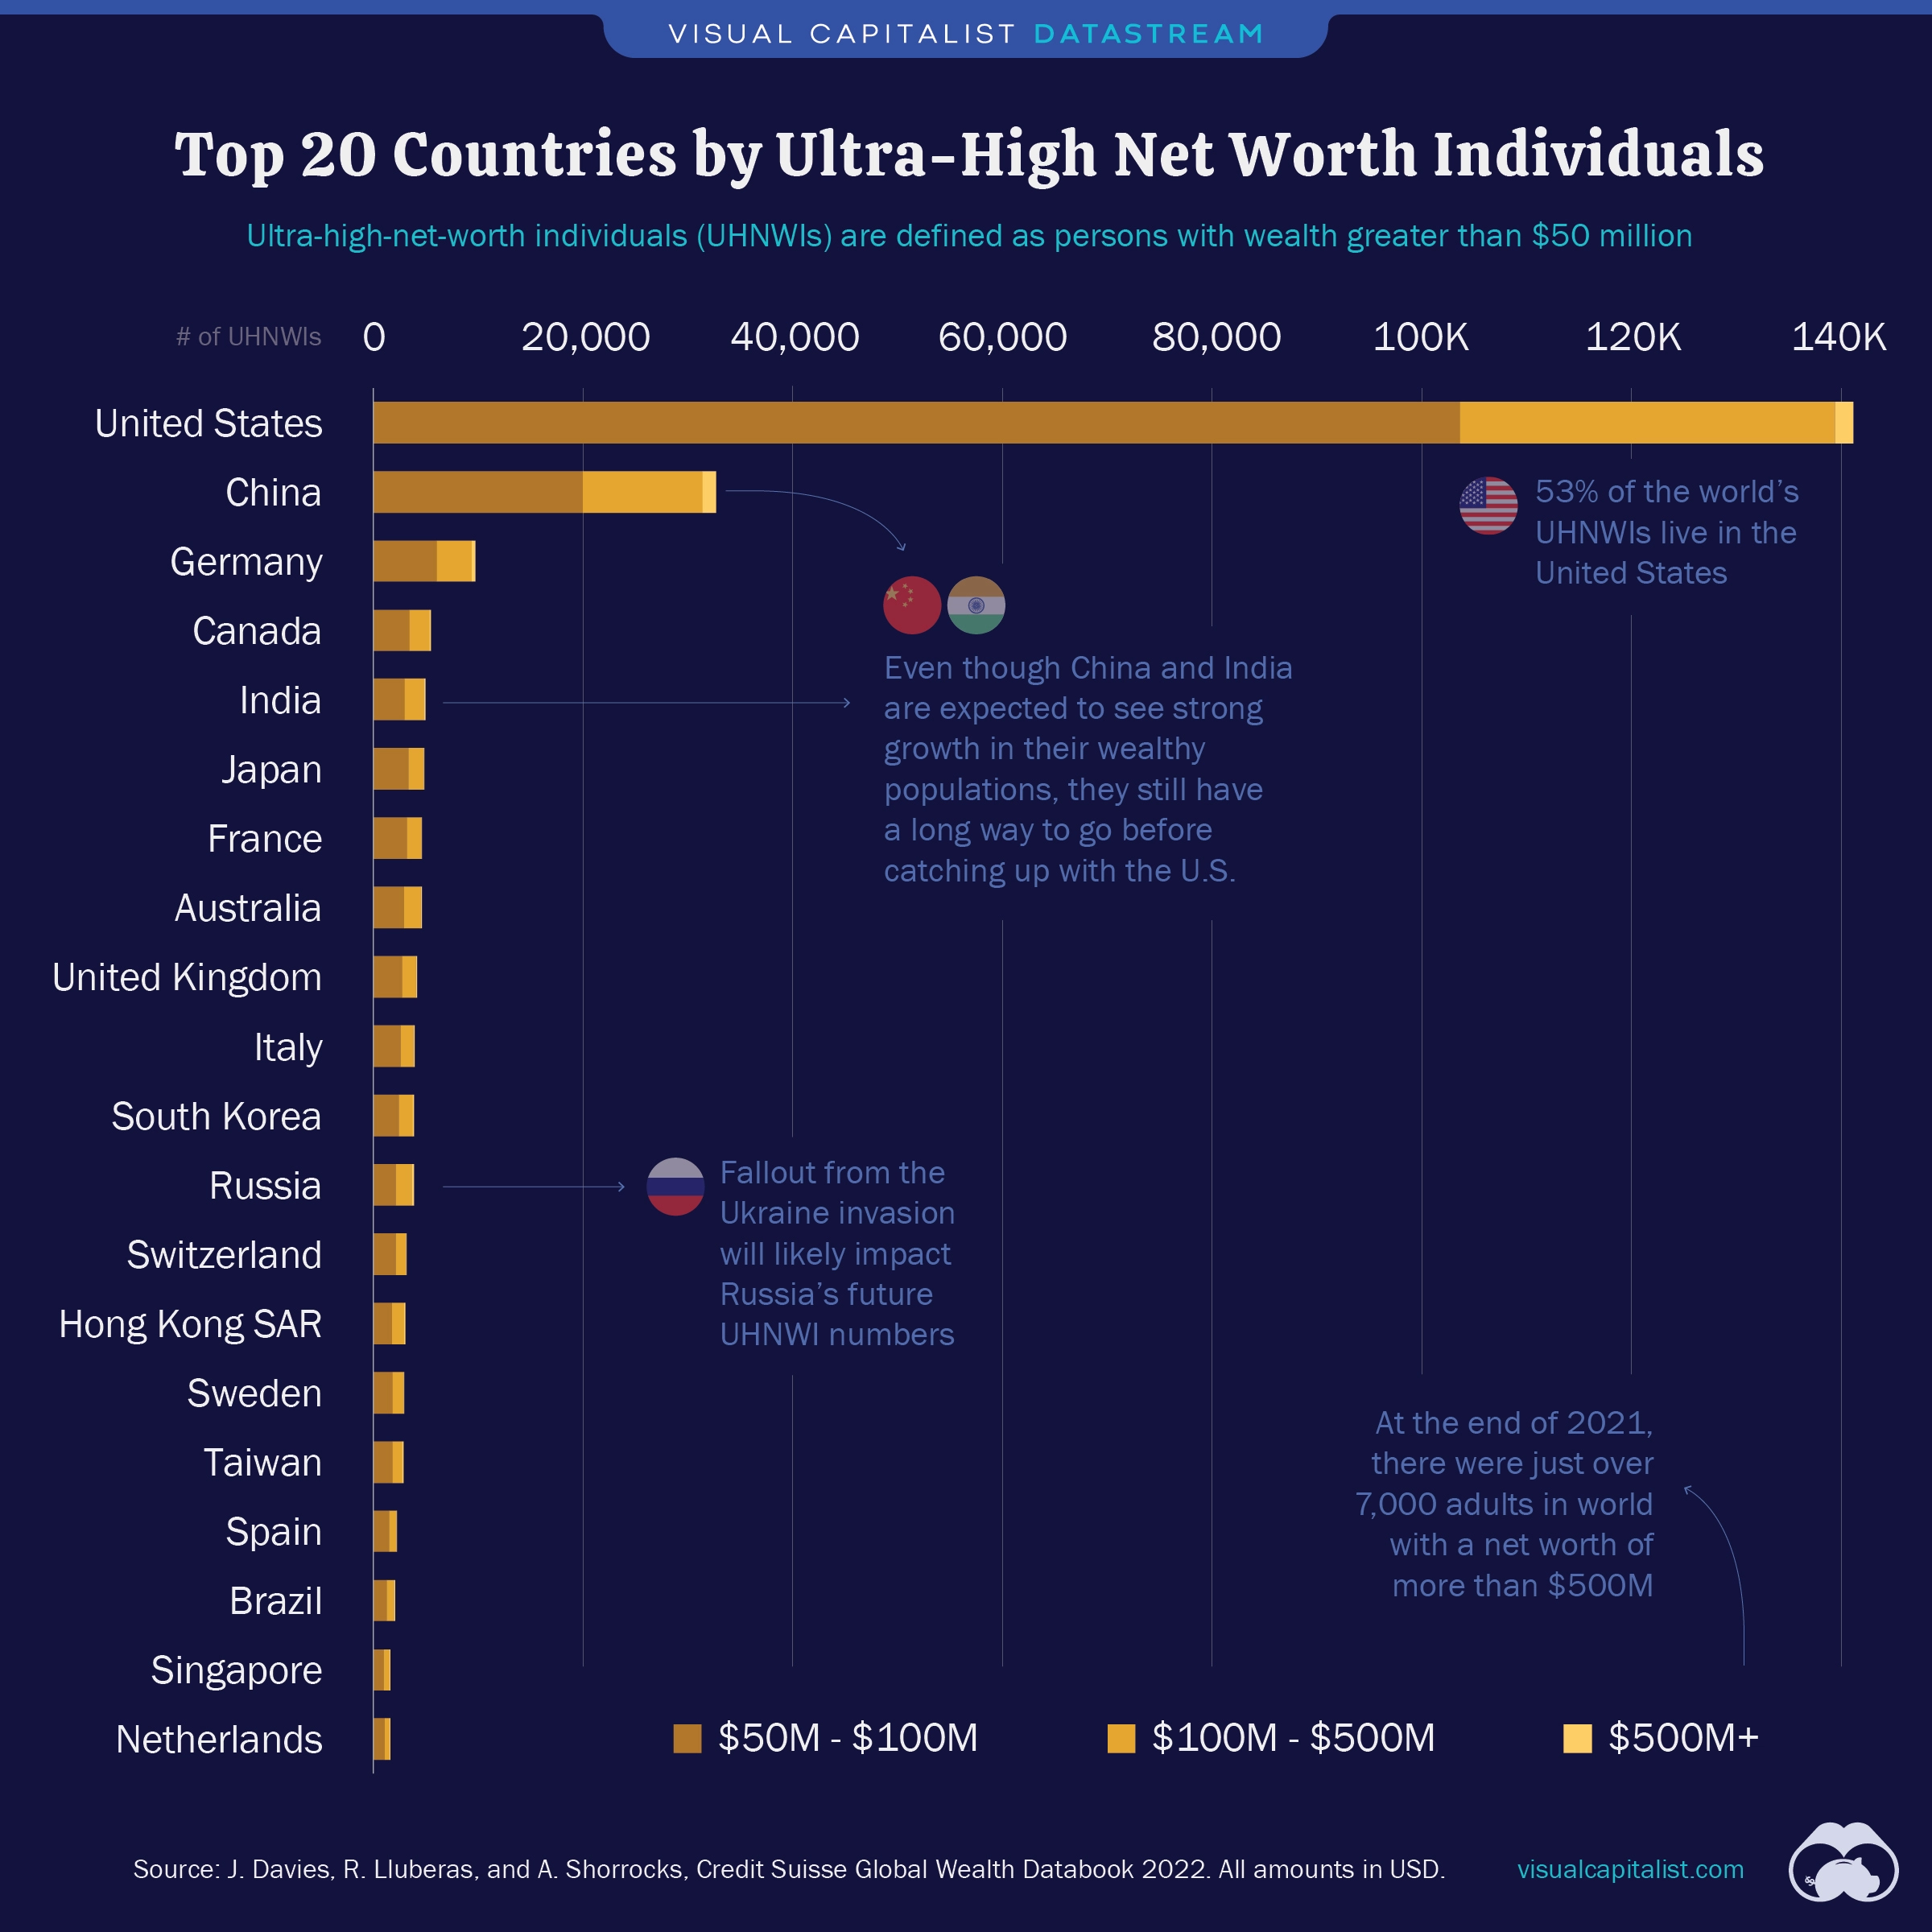 VISUAL CAPITALIST DATASTREAM
Top 20 Countries by Ultra-High Net Worth Individuals
Ultra-high-net-worth individuals (UHNWIs) are defined as persons with wealth greater than $50 million
# of UHNWIs 0 20,000 40,000 60,000 80,000 100K 120K 140K
United States
China
Germany
Canada
India
Japan
France
Australia
United Kingdom
Italy
South Korea
Russia
Switzerland
Hong Kong SAR
Sweden
Taiwan
Spain
Brazil
Singapore
Netherlands
53% of the world's
UHNWIs live in the
United States
Even though China and India
are expected to see strong
growth in their wealthy
populations, they still have
a long way to go before
catching up with the U.S.
Fallout from the
Ukraine invasion
will likely impact
Russia's future
UHNWI numbers
At the end of 2021,
there were just over
7,000 adults in world
with a net worth of
more than $500M
$50M - $100M $100M - $500M $500M+
Source: J. Davies, R. Lluberas, and A. Shorrocks, Credit Suisse Global Wealth Databook 2022. All amounts in USD.
visualcapitalist.com